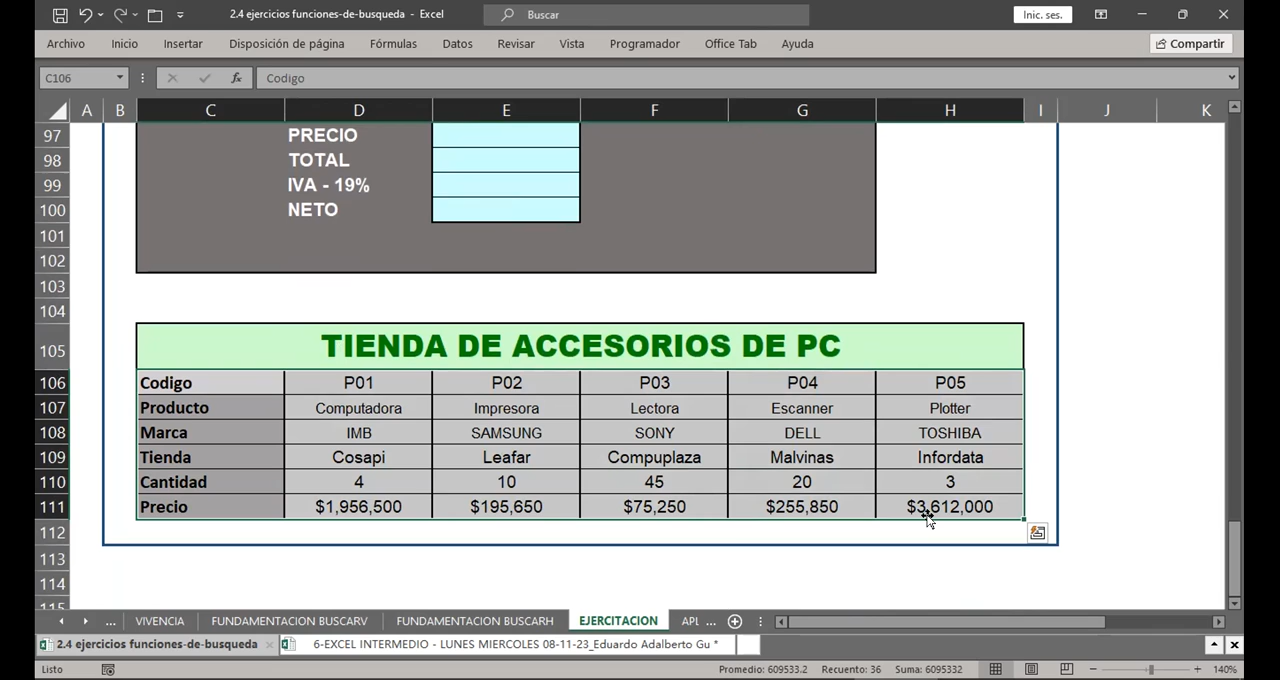 2.4 ejercicios funciones-de-busqueda - Excel
Buscar
Inic. ses.
Archivo Inicio Insertar Disposición de página Fórmulas Datos Revisar Vista Programador Office Tab Ayuda
Compartir
C106 fx Codigo
A B C D E F G H I J K
97 PRECIO
98 TOTAL
99 IVA - 19%
100 NETO
101
102
103
104
105 TIENDA DE ACCESORIOS DE PC
106 Codigo P01 P02 P03 P04 P05
107 Producto Computadora Impresora Lectora Escanner Plotter
108 Marca IMB SAMSUNG SONY DELL TOSHIBA
109 Tienda Cosapi Leafar Compuplaza Malvinas Infordata
110 Cantidad 4 10 45 20 3
111 Precio $1,956,500 $195,650 $75,250 $255,850 $3,612,000
112
113
114
115
... VIVENCIA FUNDAMENTACION BUSCARV FUNDAMENTACION BUSCARH EJERCITACION APL ...
2.4 ejercicios funciones-de-busqueda 6-EXCEL INTERMEDIO - LUNES MIERCOLES 08-11-23_Eduardo Adalberto Gu *
Listo Promedio: 609533.2 Recuento: 36 Suma: 6095332 140%